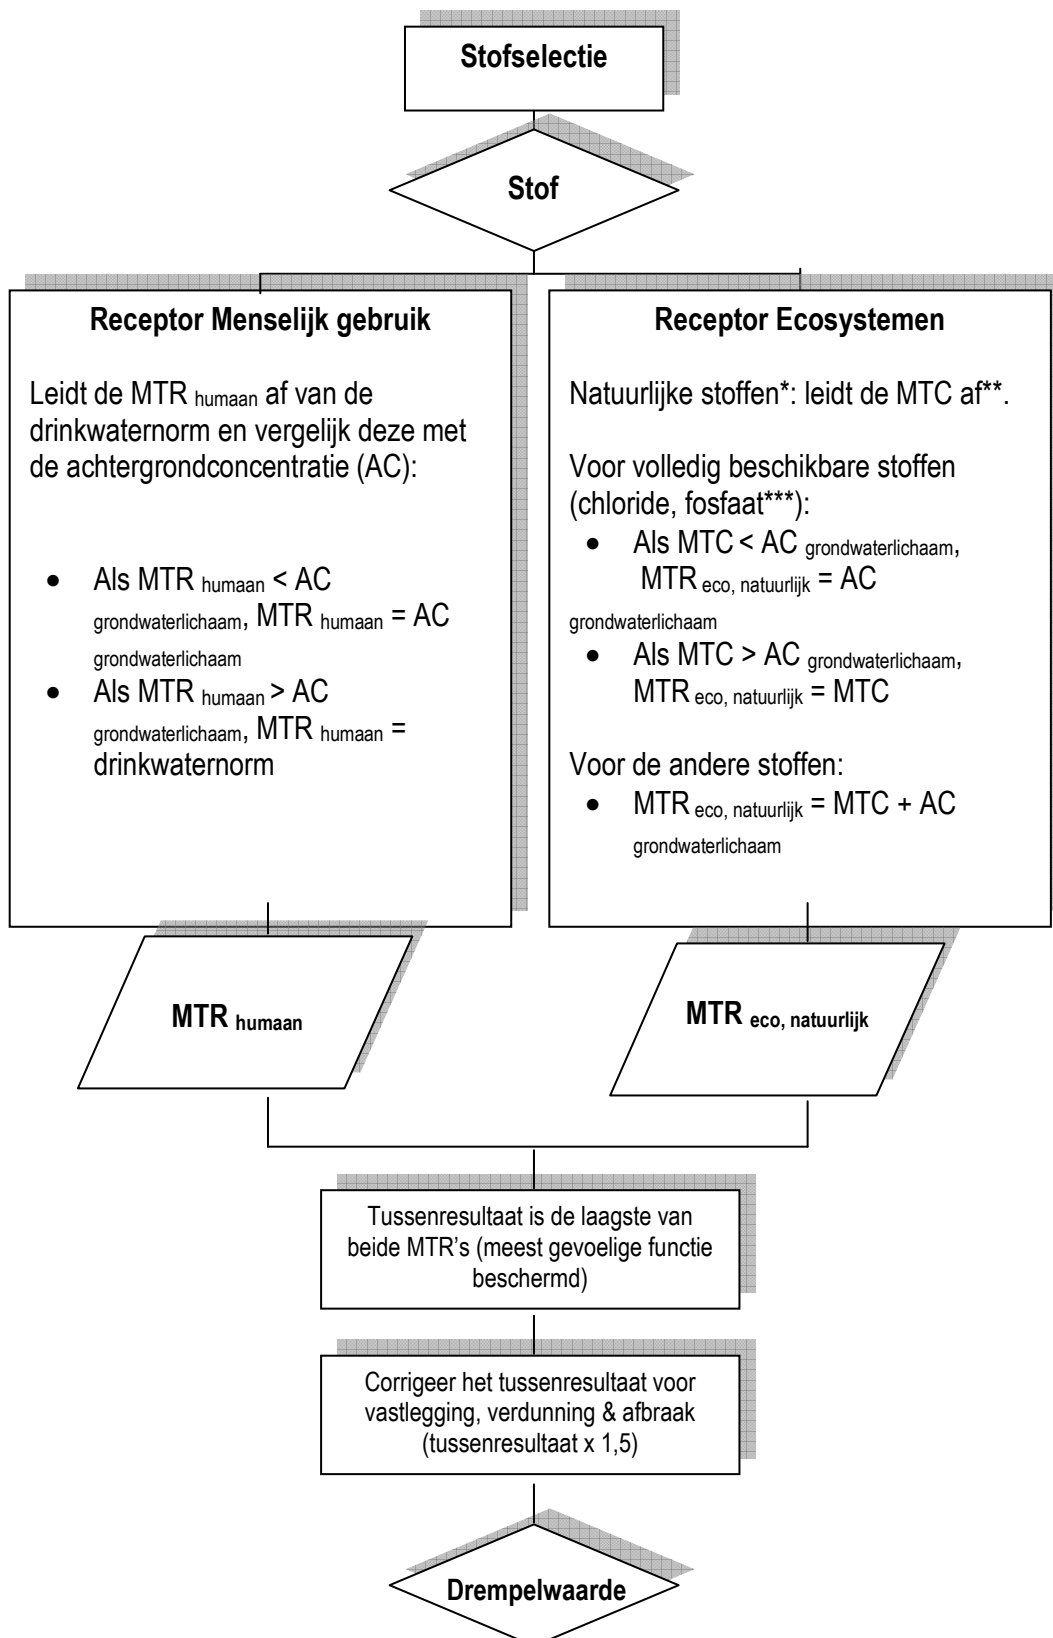 Stofselectie
Stof
Receptor Menselijk gebruik
Leidt de MTR humaan af van de
drinkwaternorm en vergelijk deze met
de achtergrondconcentratie (AC):
• Als MTR humaan < AC
grondwaterlichaam, MTR humaan = AC
grondwaterlichaam
• Als MTR humaan > AC
grondwaterlichaam, MTR humaan =
drinkwaternorm
Receptor Ecosystemen
Natuurlijke stoffen*: leidt de MTC af**.
Voor volledig beschikbare stoffen
(chloride, fosfaat***):
• Als MTC < AC grondwaterlichaam,
MTR eco, natuurlijk = AC
grondwaterlichaam
• Als MTC > AC grondwaterlichaam,
MTR eco, natuurlijk = MTC
Voor de andere stoffen:
• MTR eco, natuurlijk = MTC + AC
grondwaterlichaam
MTR humaan
MTR eco, natuurlijk
Tussenresultaat is de laagste van
beide MTR's (meest gevoelige functie
beschermd)
Corrigeer het tussenresultaat voor
vastlegging, verdunning & afbraak
(tussenresultaat x 1,5)
Drempelwaarde